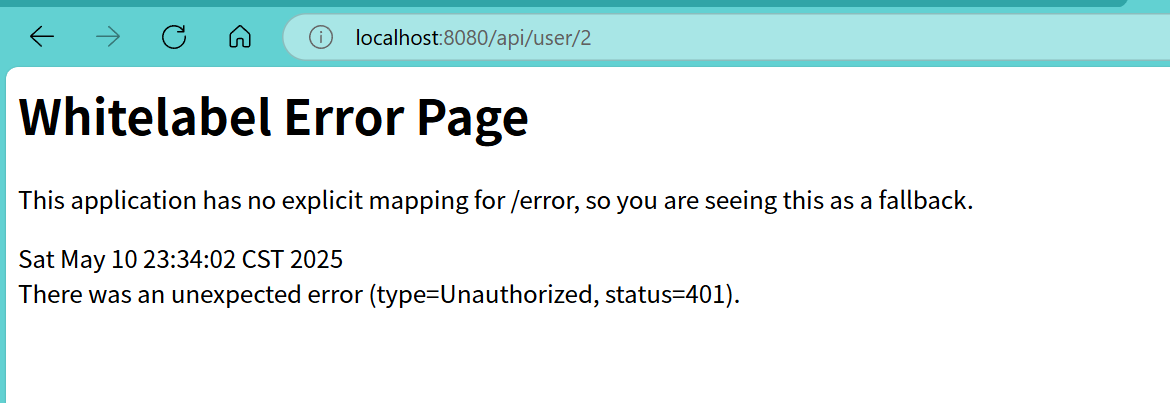 localhost:8080/api/user/2
Whitelabel Error Page
This application has no explicit mapping for /error, so you are seeing this as a fallback.
Sat May 10 23:34:02 CST 2025
There was an unexpected error (type=Unauthorized, status=401).